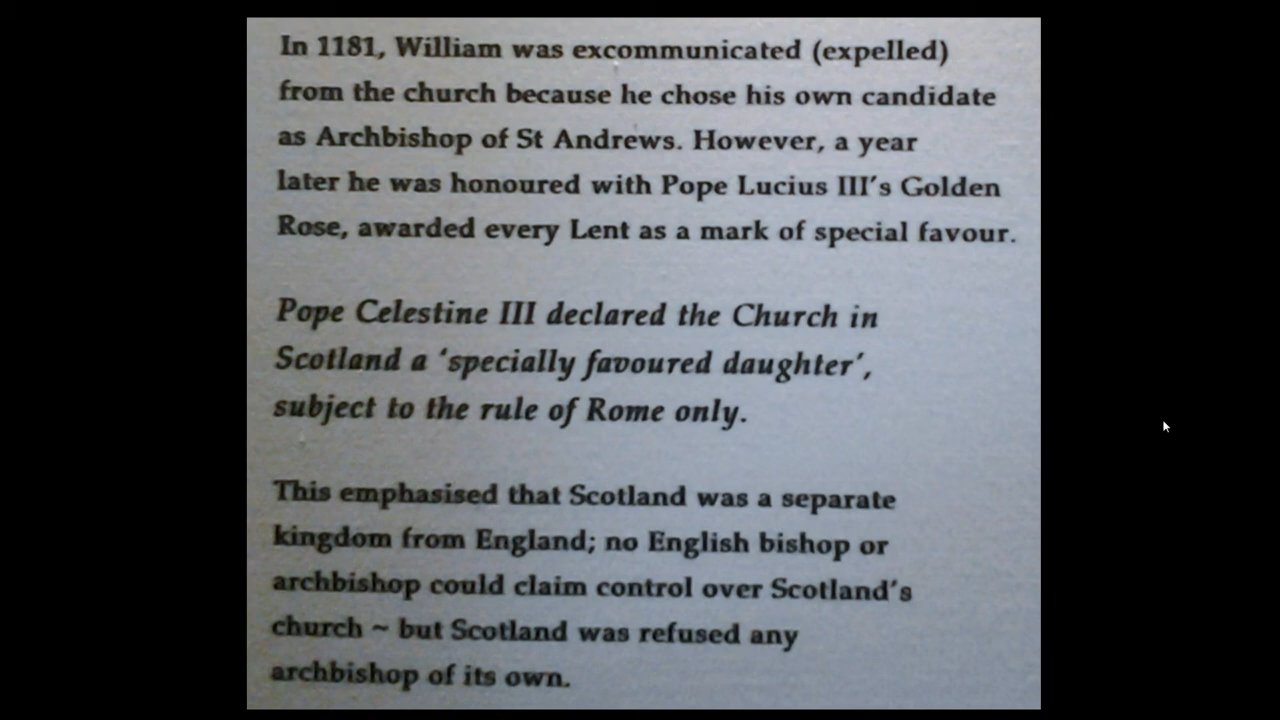 In 1181, William was excommunicated (expelled)
from the church because he chose his own candidate
as Archbishop of St Andrews. However, a year
later he was honoured with Pope Lucius III's Golden
Rose, awarded every Lent as a mark of special favour.
Pope Celestine III declared the Church in
Scotland a 'specially favoured daughter',
subject to the rule of Rome only.
This emphasised that Scotland was a separate
kingdom from England; no English bishop or
archbishop could claim control over Scotland's
church ~ but Scotland was refused any
archbishop of its own.